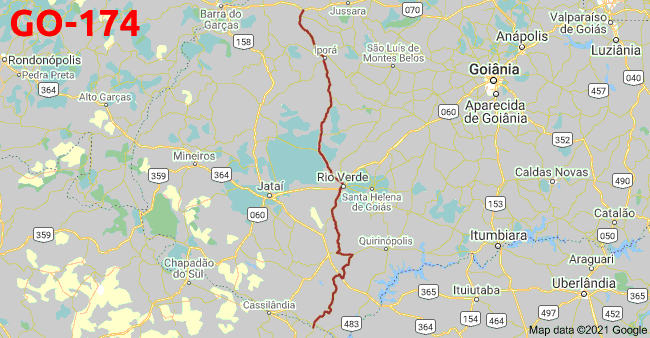 GO-174
Barra do
Garças
Jussara
070
Valparaíso
de Goiás
158
Iporá
São Luís de
Montes Belos
Anápolis
Luziânia
Rondonópolis
Pedra Preta
364
Alto Garças
Goiânia
040
Aparecida
de Goiânia
457
060
352
Mineiros
359
364
Jataí
Rio Verde
Caldas Novas
490
Santa Helena
de Goiás
153
060
Catalão
359
Itumbiara
050
Quirinópolis
Chapadão
do Sul
Araguari
Cassilândia
365
Ituiutaba
Uberlândia
483
364
154
464
497
452
Map data ©2021 Google